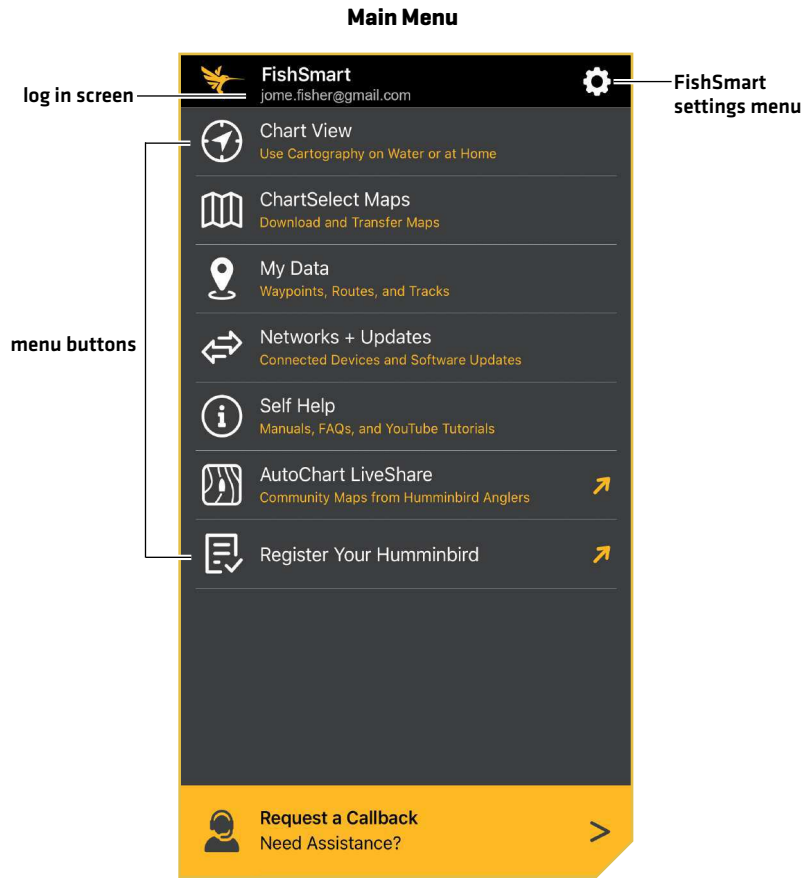 Main Menu
FishSmart
jome.fisher@gmail.com
log in screen
FishSmart
settings menu
Chart View
Use Cartography on Water or at Home
ChartSelect Maps
Download and Transfer Maps
My Data
Waypoints, Routes, and Tracks
menu buttons
Networks + Updates
Connected Devices and Software Updates
Self Help
Manuals, FAQs, and YouTube Tutorials
AutoChart LiveShare
Community Maps from Humminbird Anglers
Register Your Humminbird
Request a Callback
Need Assistance?